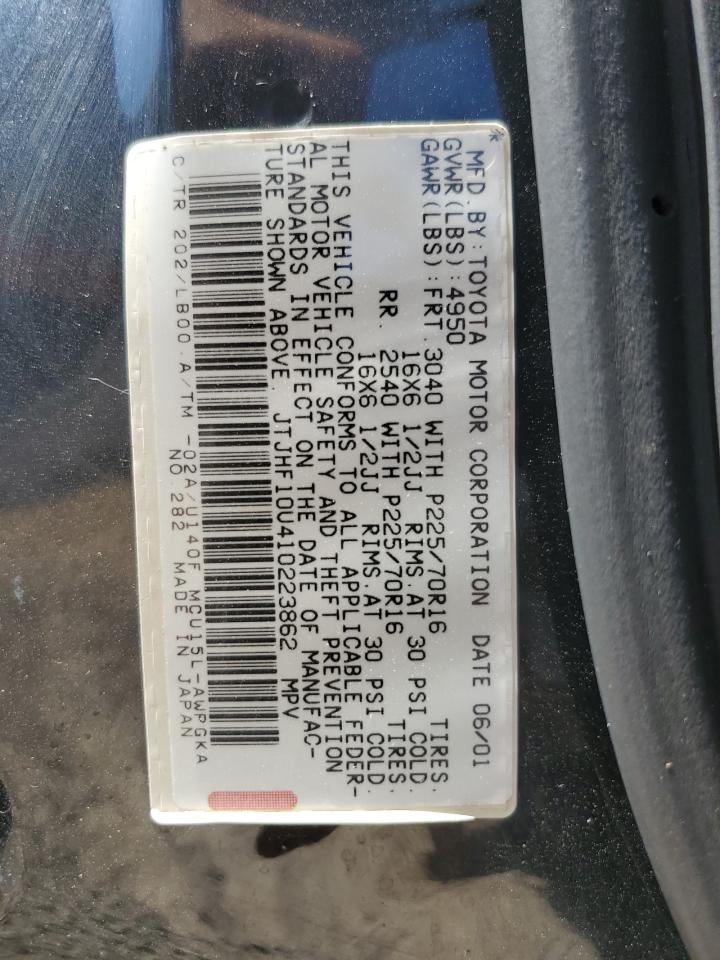 *
MFD.BY:TOYOTA MOTOR CORPORATION DATE 06/01
GVWR(LBS):4950
GAWR(LBS):FRT.3040 WITH P225/70R16 TIRES.
16X6 1/2JJ RIMS.AT 30 PSI COLD.
RR. 2540 WITH P225/70R16 TIRES.
16X6 1/2JJ RIMS.AT 30 PSI COLD.
THIS VEHICLE CONFORMS TO ALL APPLICABLE FEDER-
AL MOTOR VEHICLE SAFETY AND THEFT PREVENTION
STANDARDS IN EFFECT ON THE DATE OF MANUFAC-
TURE SHOWN ABOVE. JTJHF10U410223862 MPV
C/TR 202/LB00.A/TM -02A/U140F MCU15L-AWPGKA
NO.282 MADE IN JAPAN